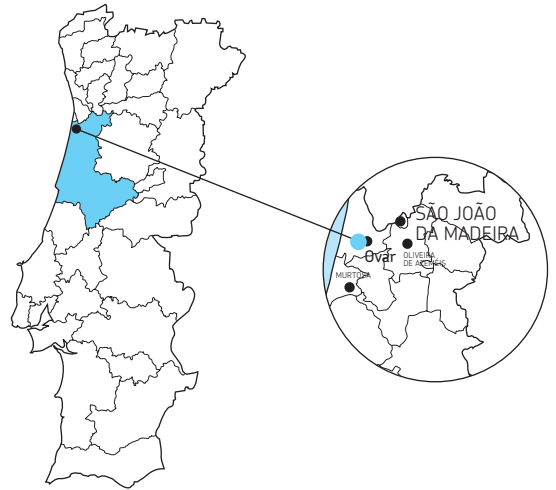 SÃO JOÃO
DA MADEIRA
Ovar
OLIVEIRA
DE AZEMÉIS
MURTOSA